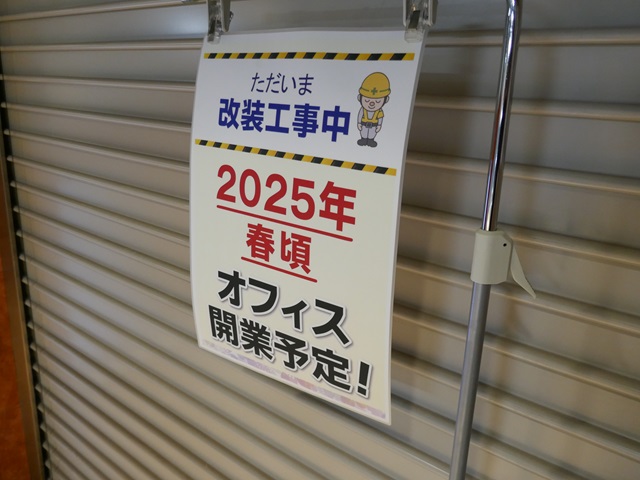 ただいま
改装工事中
2025年
春頃
オフィス
開業予定!